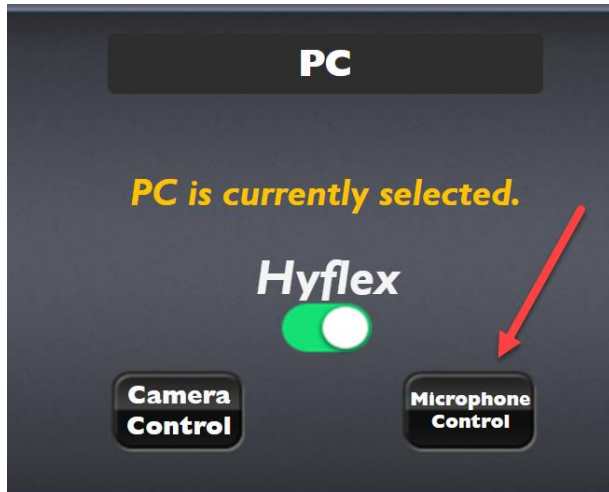 PC
PC is currently selected.
Hyflex
Camera
Control
Microphone
Control